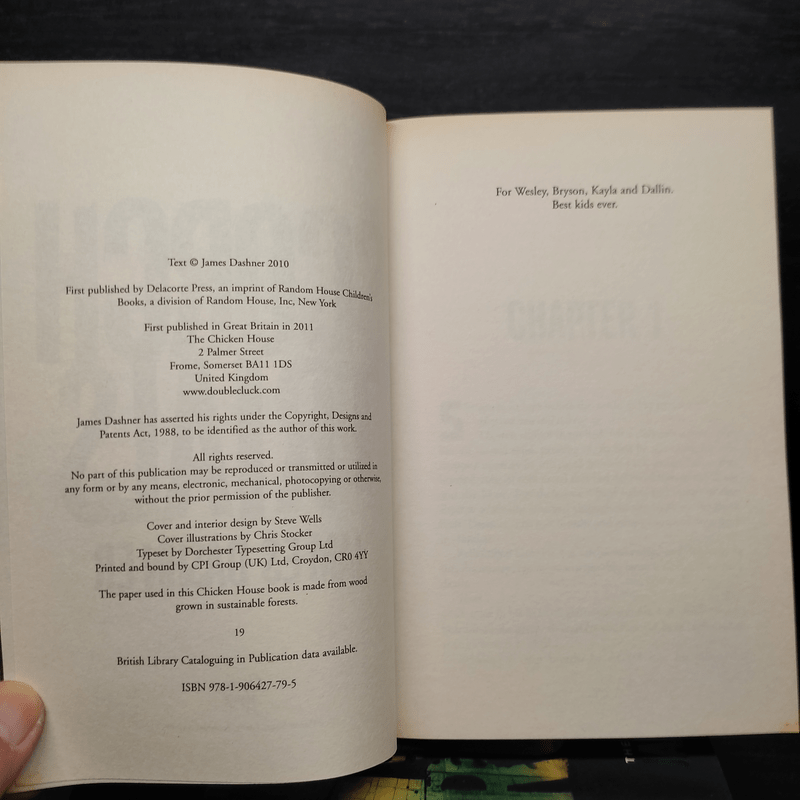 Text © James Dashner 2010
First published by Delacorte Press, an imprint of Random House Children's
Books, a division of Random House, Inc, New York
First published in Great Britain in 2011
The Chicken House
2 Palmer Street
Frome, Somerset BA11 1DS
United Kingdom
www.doublecluck.com
James Dashner has asserted his rights under the Copyright, Designs and
Patents Act, 1988, to be identified as the author of this work.
All rights reserved.
No part of this publication may be reproduced or transmitted or utilized in
any form or by any means, electronic, mechanical, photocopying or otherwise,
without the prior permission of the publisher.
Cover and interior design by Steve Wells
Cover illustrations by Chris Stocker
Typeset by Dorchester Typesetting Group Ltd
Printed and bound by CPI Group (UK) Ltd, Croydon, CR0 4YY
The paper used in this Chicken House book is made from wood
grown in sustainable forests.
19
British Library Cataloguing in Publication data available.
ISBN 978-1-906427-79-5
For Wesley, Bryson, Kayla and Dallin.
Best kids ever.
CHAPTER 1